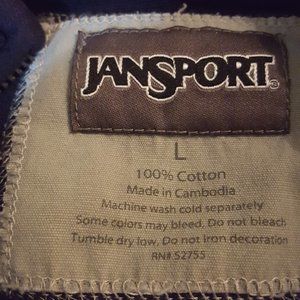 JANSPORT
L
100% Cotton
Made in Cambodia
Machine wash cold separately
Some colors may bleed. Do not bleach
Tumble dry low. Do not iron decoration
RN# 52755